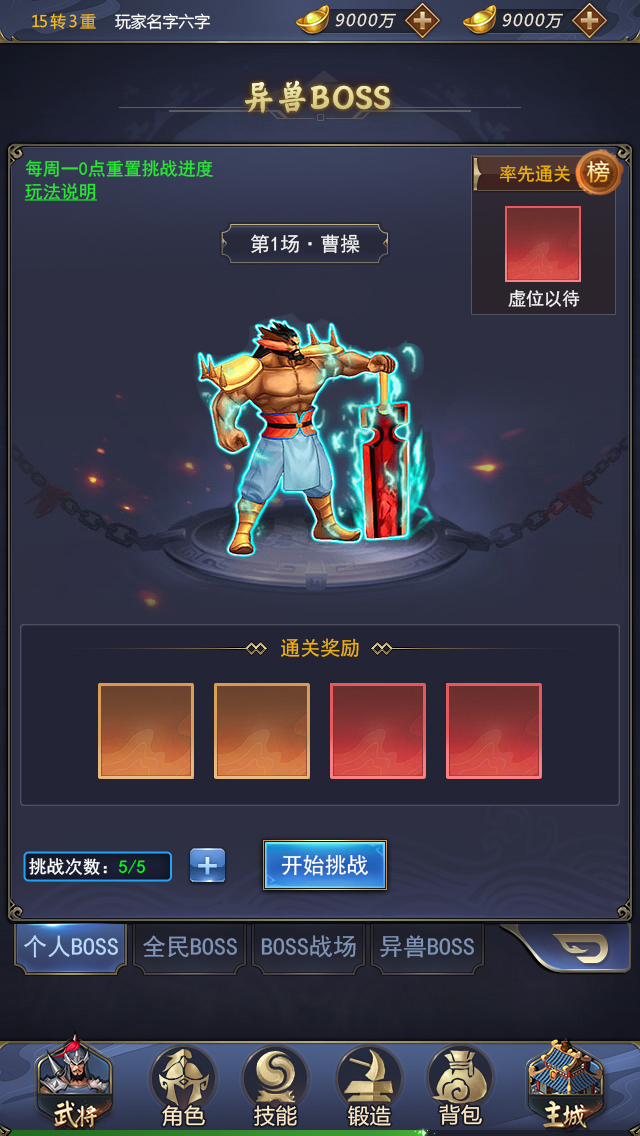 15转3重 玩家名字六字 9000万 9000万
异兽BOSS
每周一0点重置挑战进度
玩法说明
率先通关 榜
虚位以待
第1场·曹操
通关奖励
挑战次数：5/5
开始挑战
个人BOSS 全民BOSS BOSS战场 异兽BOSS
武将 角色 技能 锻造 背包 主城